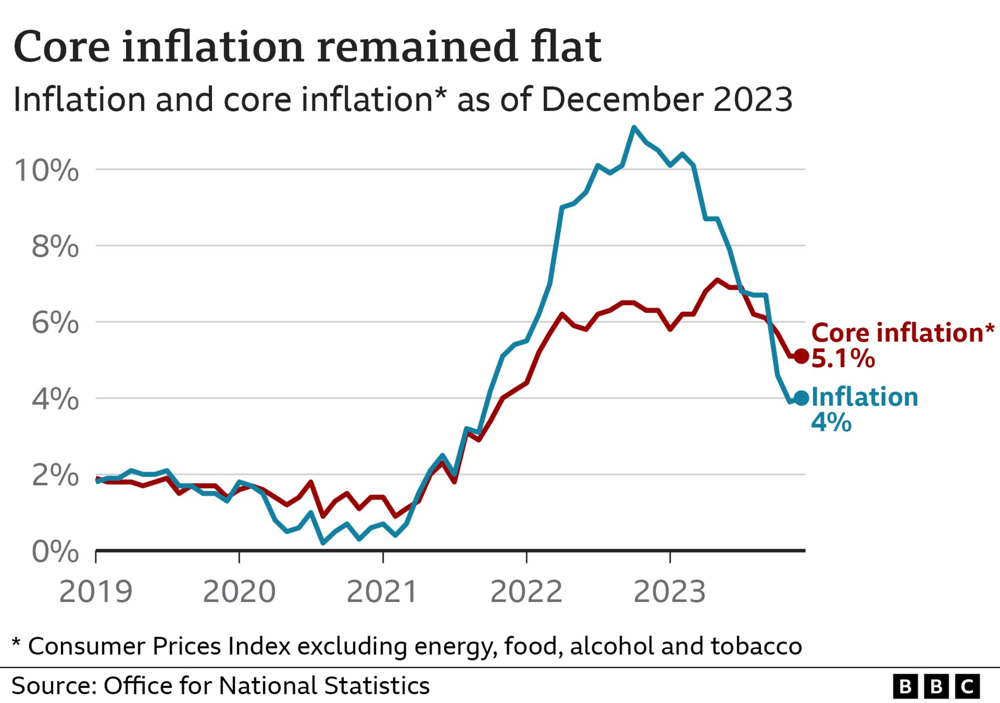 Core inflation remained flat
Inflation and core inflation* as of December 2023
10%
8%
6%
4%
2%
0%
Core inflation*
5.1%
Inflation
4%
2019
2020
2021
2022
2023
* Consumer Prices Index excluding energy, food, alcohol and tobacco
Source: Office for National Statistics
BBC